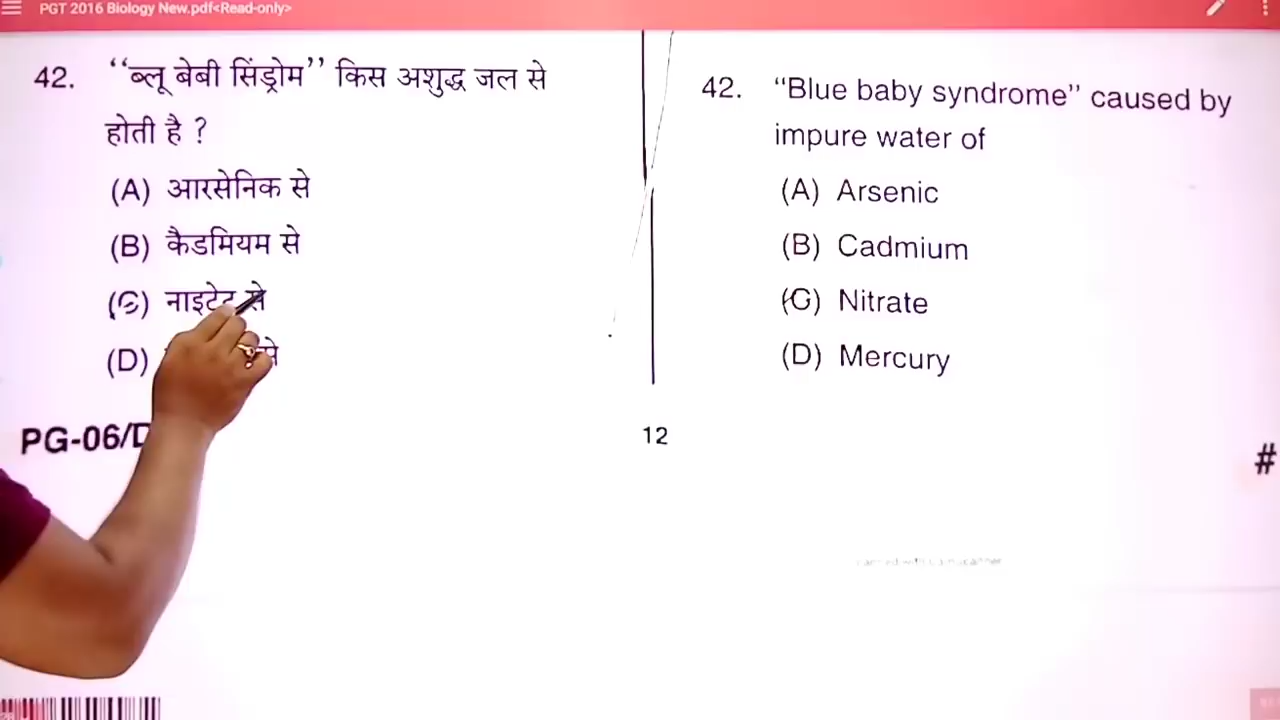 PGT 2016 Biology New.pdf<Read-only>
42. ‘‘ब्लू बेबी सिंड्रोम’’ किस अशुद्ध जल से
होती है ?
(A) आरसेनिक से
(B) कैडमियम से
(C) नाइट्रेट से
(D) से
PG-06/D
42. “Blue baby syndrome” caused by
impure water of
(A) Arsenic
(B) Cadmium
(C) Nitrate
(D) Mercury
12
#